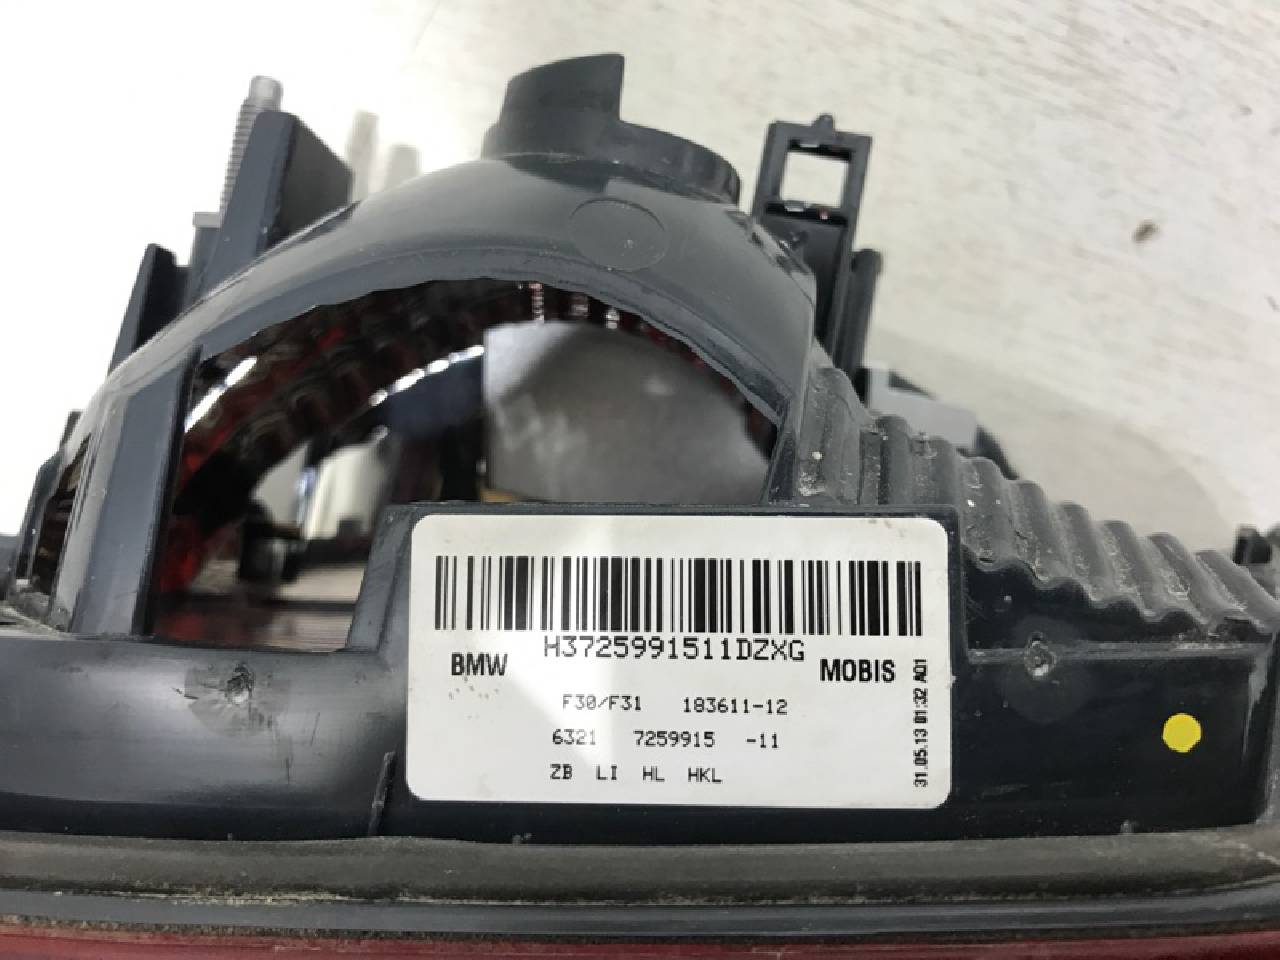 H3725991511DZXG
BMW
MOBIS
F30/F31 183611-12
6321 7259915 -11
ZB LI HL HKL
31.05.13 01:32 A01